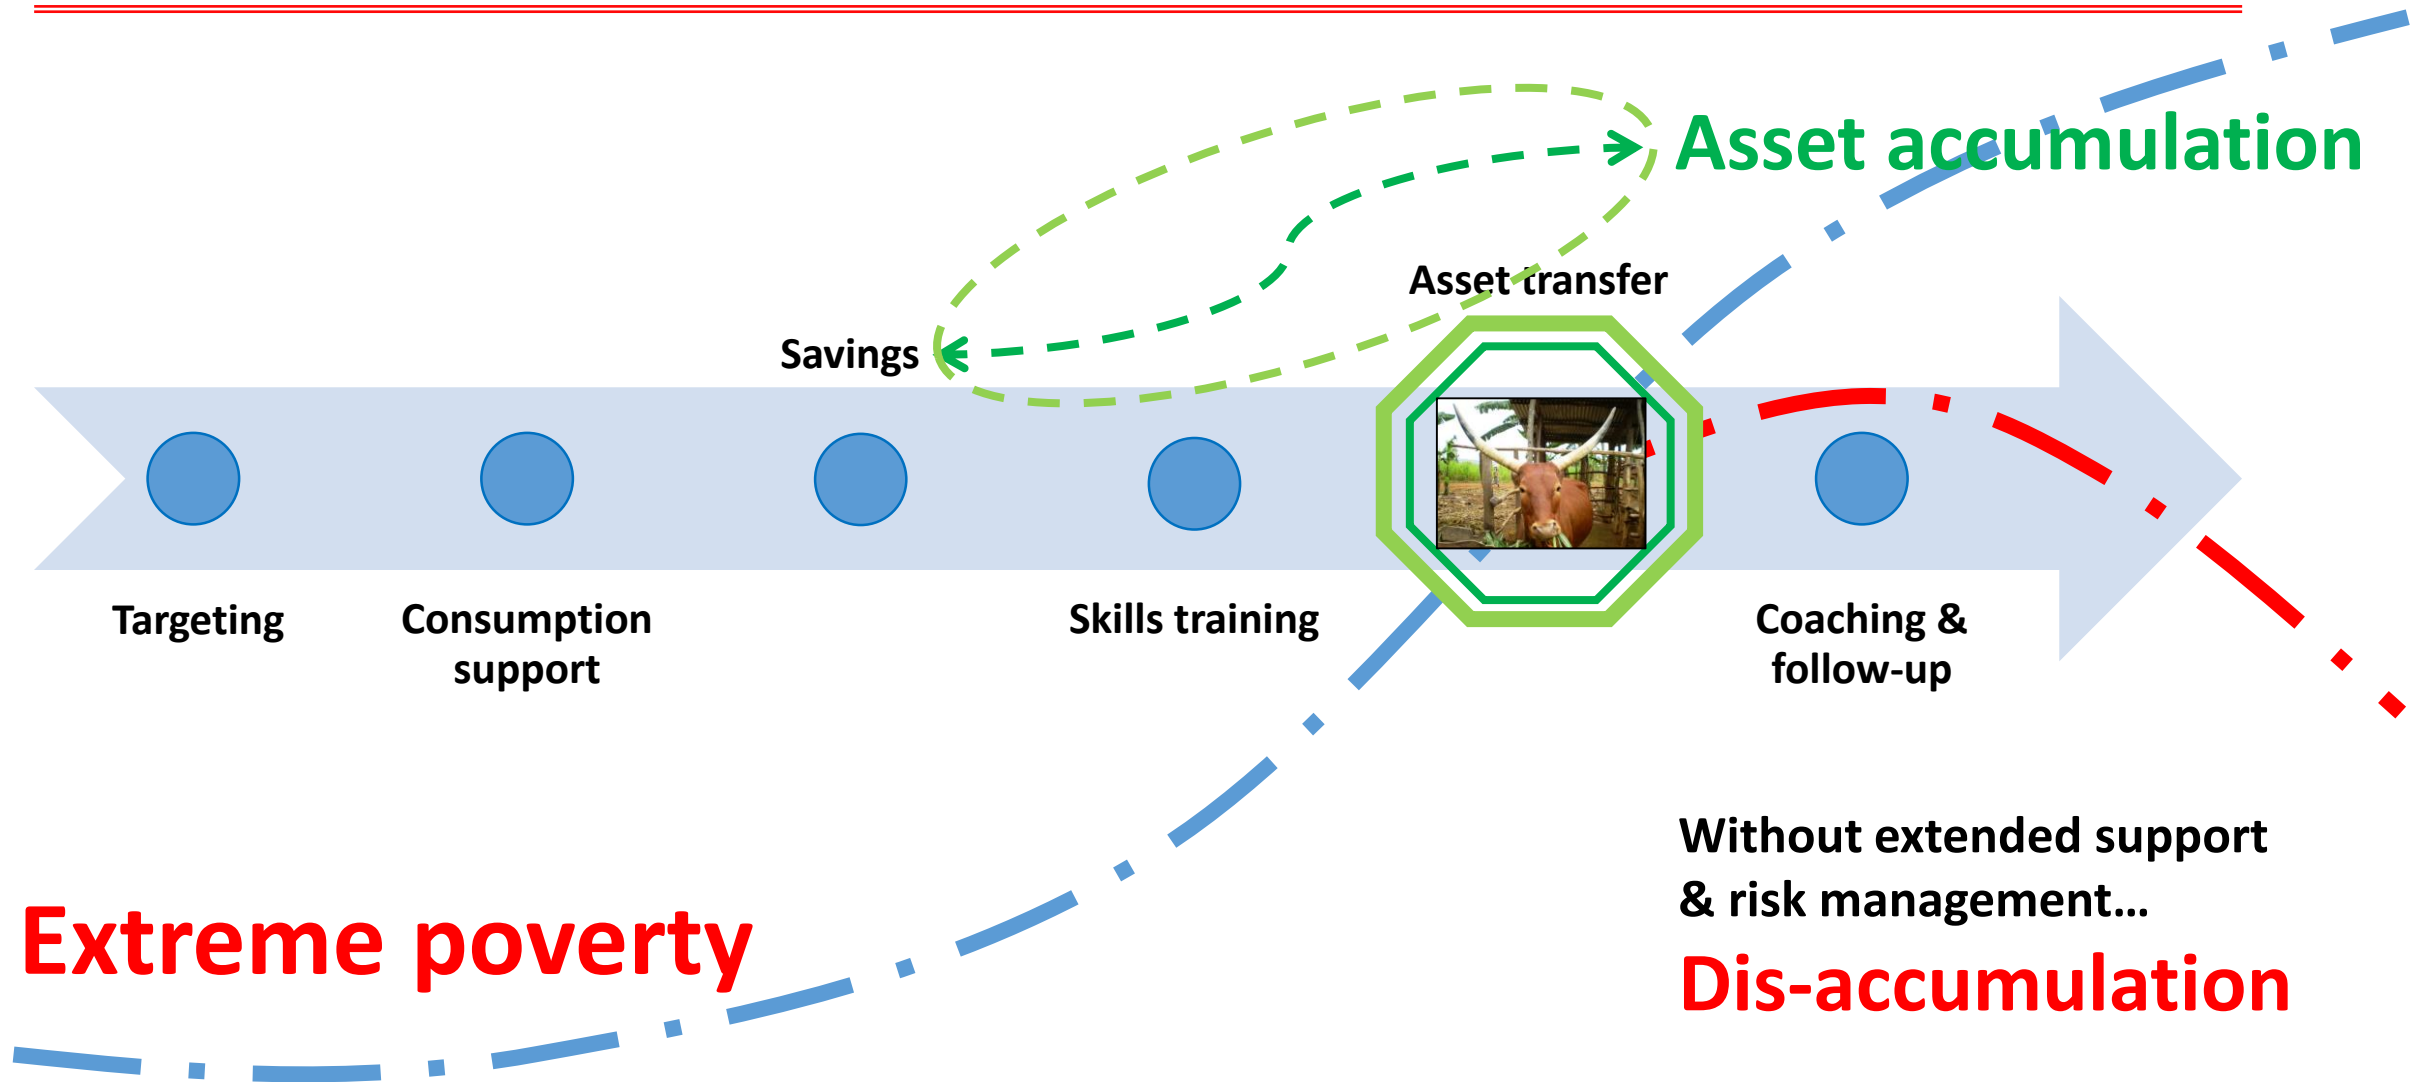 Asset accumulation
Asset transfer
Savings
Targeting
Consumption
support
Skills training
Coaching &
follow-up
Without extended support
& risk management...
Extreme poverty
Dis-accumulation